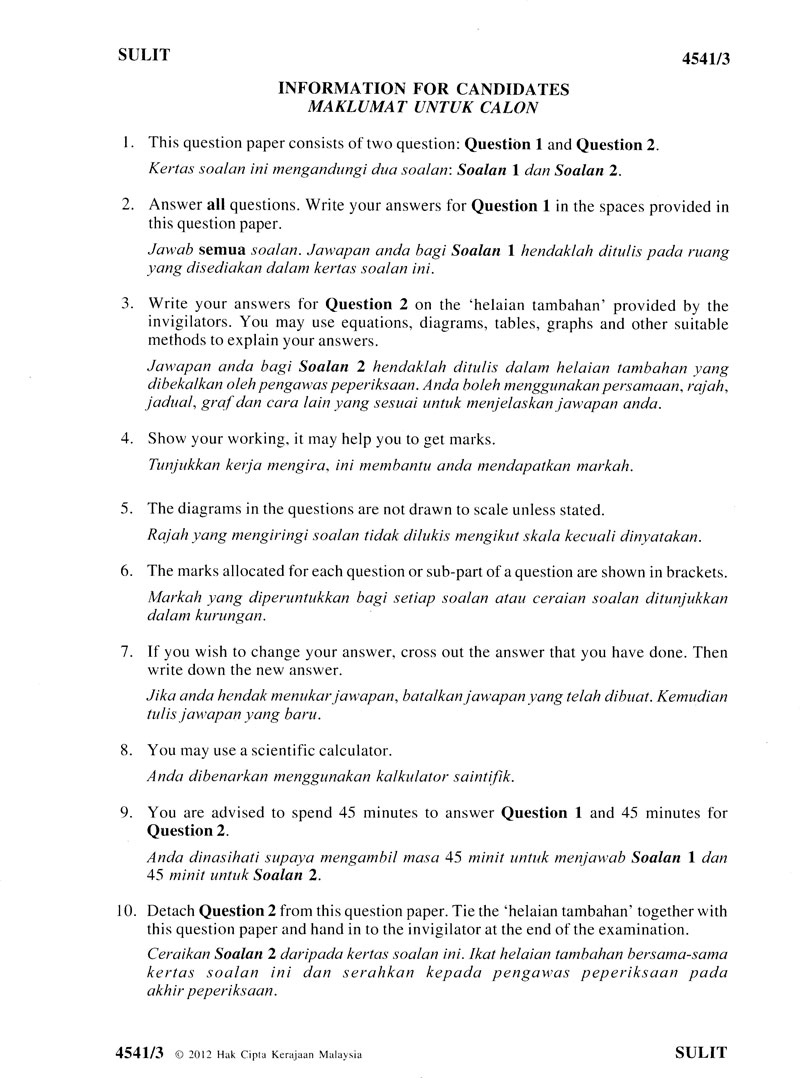 SULIT
4541/3
INFORMATION FOR CANDIDATES
MAKLUMAT UNTUK CALON
1. This question paper consists of two question: Question 1 and Question 2.
Kertas soalan ini mengandungi dua soalan: Soalan 1 dan Soalan 2.
2. Answer all questions. Write your answers for Question 1 in the spaces provided in
this question paper.
Jawab semua soalan. Jawapan anda bagi Soalan 1 hendaklah ditulis pada ruang
yang disediakan dalam kertas soalan ini.
3. Write your answers for Question 2 on the ‘helaian tambahan’ provided by the
invigilators. You may use equations, diagrams, tables, graphs and other suitable
methods to explain your answers.
Jawapan anda bagi Soalan 2 hendaklah ditulis dalam helaian tambahan yang
dibekalkan oleh pengawas peperiksaan. Anda boleh menggunakan persamaan, rajah,
jadual, graf dan cara lain yang sesuai untuk menjelaskan jawapan anda.
4. Show your working, it may help you to get marks.
Tunjukkan kerja mengira, ini membantu anda mendapatkan markah.
5. The diagrams in the questions are not drawn to scale unless stated.
Rajah yang mengiringi soalan tidak dilukis mengikut skala kecuali dinyatakan.
6. The marks allocated for each question or sub-part of a question are shown in brackets.
Markah yang diperuntukkan bagi setiap soalan atau ceraian soalan ditunjukkan
dalam kurungan.
7. If you wish to change your answer, cross out the answer that you have done. Then
write down the new answer.
Jika anda hendak menukar jawapan, batalkan jawapan yang telah dibuat. Kemudian
tulis jawapan yang baru.
8. You may use a scientific calculator.
Anda dibenarkan menggunakan kalkulator saintifik.
9. You are advised to spend 45 minutes to answer Question 1 and 45 minutes for
Question 2.
Anda dinasihati supaya mengambil masa 45 minit untuk menjawab Soalan 1 dan
45 minit untuk Soalan 2.
10. Detach Question 2 from this question paper. Tie the ‘helaian tambahan’ together with
this question paper and hand in to the invigilator at the end of the examination.
Ceraikan Soalan 2 daripada kertas soalan ini. Ikat helaian tambahan bersama-sama
kertas soalan ini dan serahkan kepada pengawas peperiksaan pada
akhir peperiksaan.
4541/3 © 2012 Hak Cipta Kerajaan Malaysia
SULIT